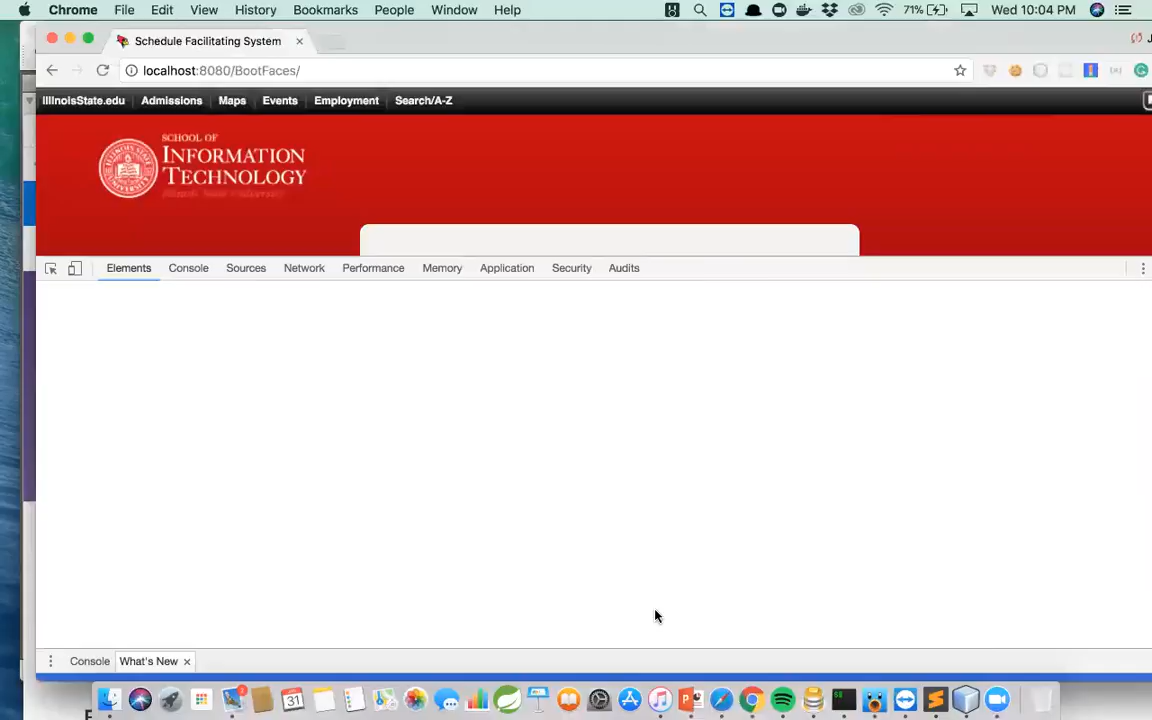 Chrome File Edit View History Bookmarks People Window Help 71% Wed 10:04 PM
Schedule Facilitating System
localhost:8080/BootFaces/
IllinoisState.edu Admissions Maps Events Employment Search/A-Z
SCHOOL OF
INFORMATION
TECHNOLOGY
Elements Console Sources Network Performance Memory Application Security Audits
Console What's New
31